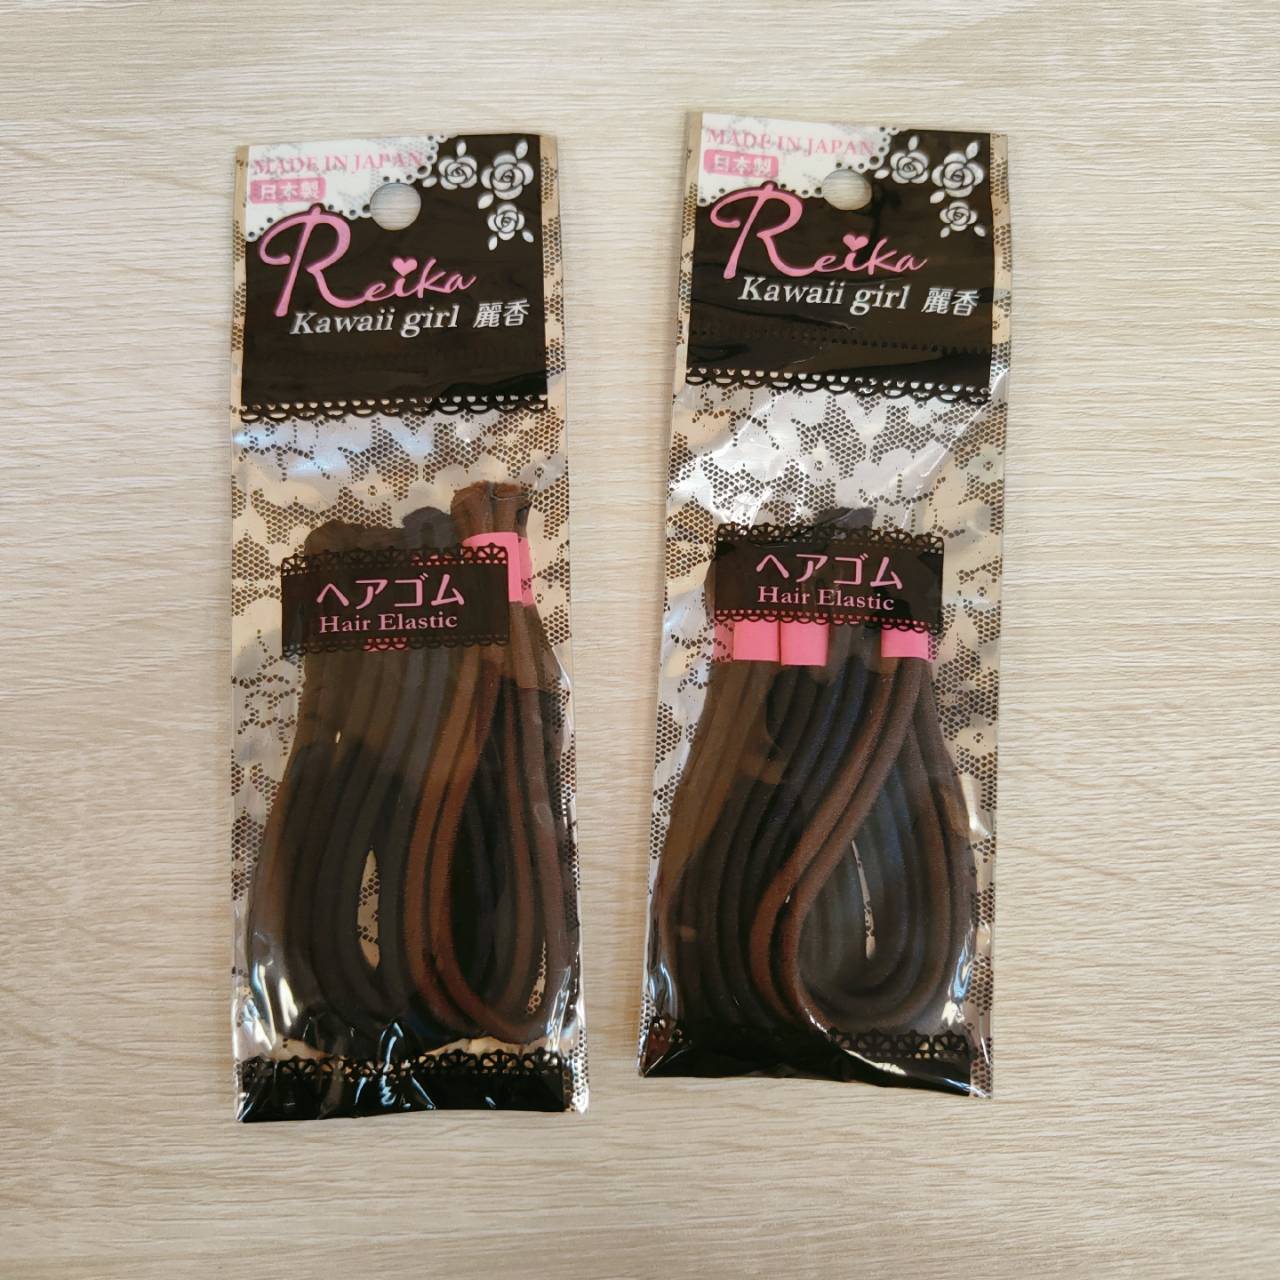 MADE IN JAPAN
日本製
Reika
Kawaii girl 麗香
ヘアゴム
Hair Elastic
MADE IN JAPAN
日本製
Reika
Kawaii girl 麗香
ヘアゴム
Hair Elastic